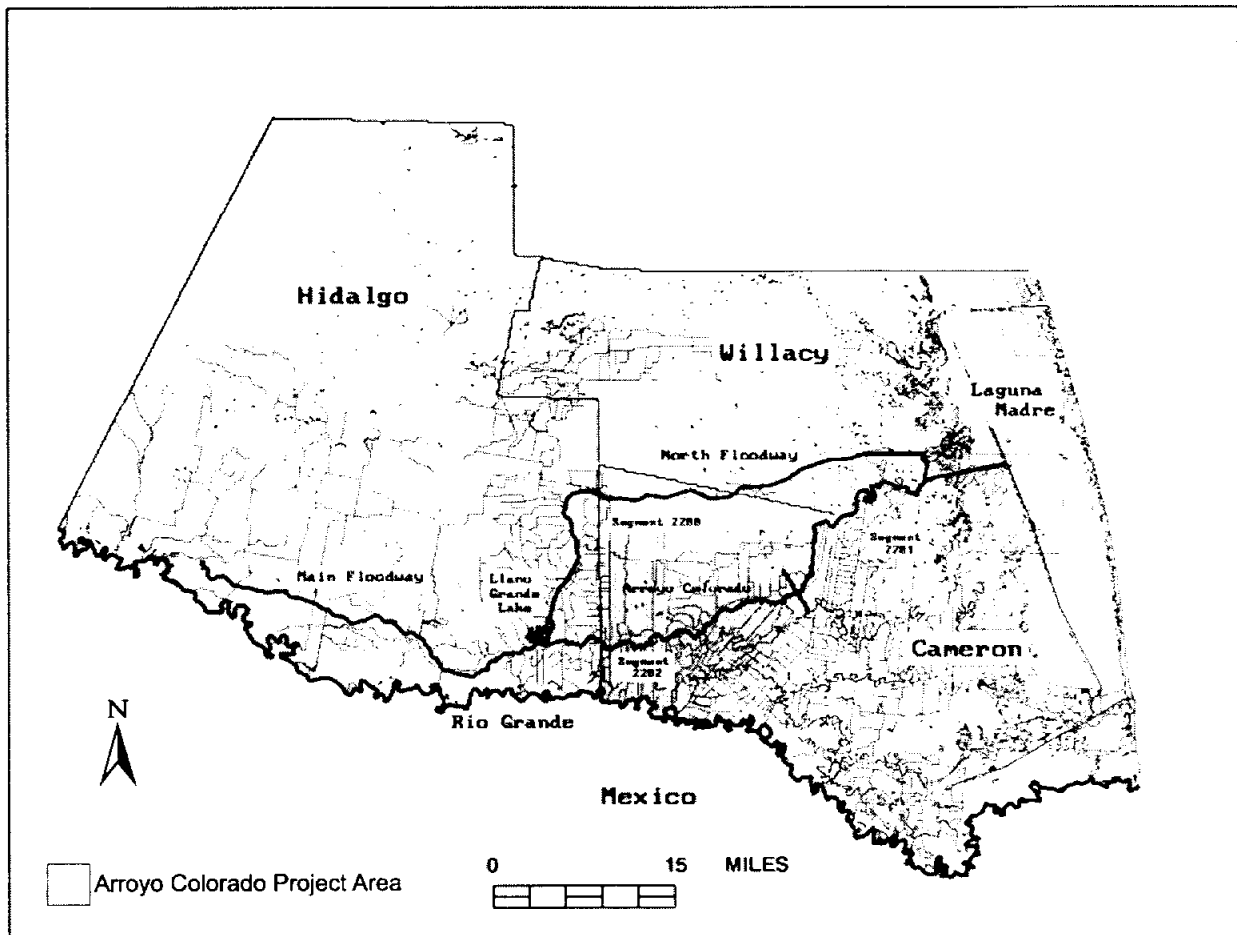 Hidalgo
Willacy
Laguna
Madre
North Floodway
Segment 2200
Segment
2201
Main Floodway
Llano
Grande
Lake
Arroyo Colorado
Cameron
Segment
2202
N
Rio Grande
Mexico
0 15 MILES
Arroyo Colorado Project Area